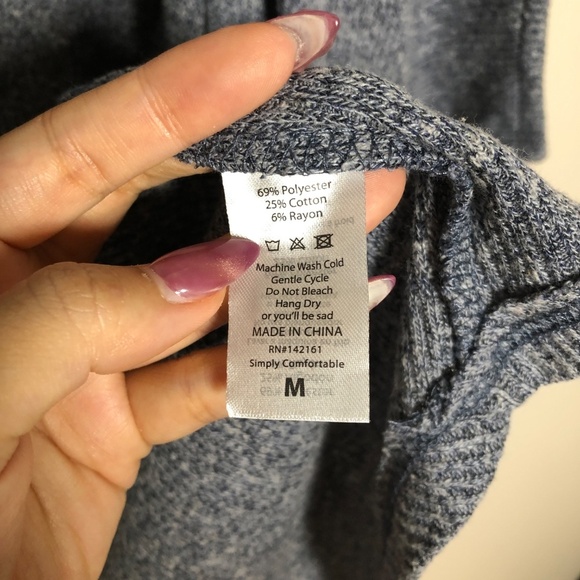 69% Polyester
25% Cotton
6% Rayon
Machine Wash Cold
Gentle Cycle
Do Not Bleach
Hang Dry
or you'll be sad
MADE IN CHINA
RN#142161
Simply Comfortable
M